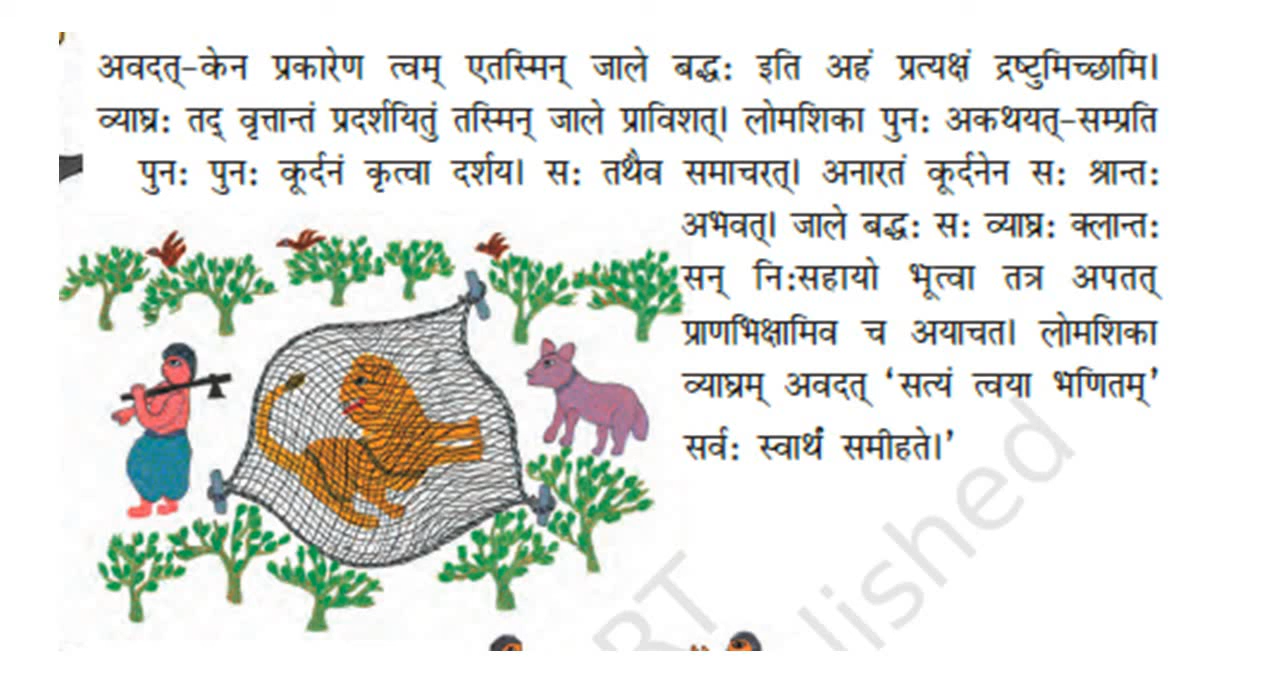 अवदत्-केन प्रकारेण त्वम् एतस्मिन् जाले बद्धः इति अहं प्रत्यक्षं द्रष्टुमिच्छामि।
व्याघ्रः तद् वृत्तान्तं प्रदर्शयितुं तस्मिन् जाले प्राविशत्। लोमशिका पुनः अकथयत्-सम्प्रति
पुनः पुनः कूर्दनं कृत्वा दर्शय। सः तथैव समाचरत्। अनारतं कूर्दनेन सः श्रान्तः
अभवत्। जाले बद्धः सः व्याघ्रः क्लान्तः
सन् निःसहायो भूत्वा तत्र अपतत्
प्राणभिक्षामिव च अयाचत। लोमशिका
व्याघ्रम् अवदत् ‘सत्यं त्वया भणितम्’
सर्वः स्वार्थं समीहते।’